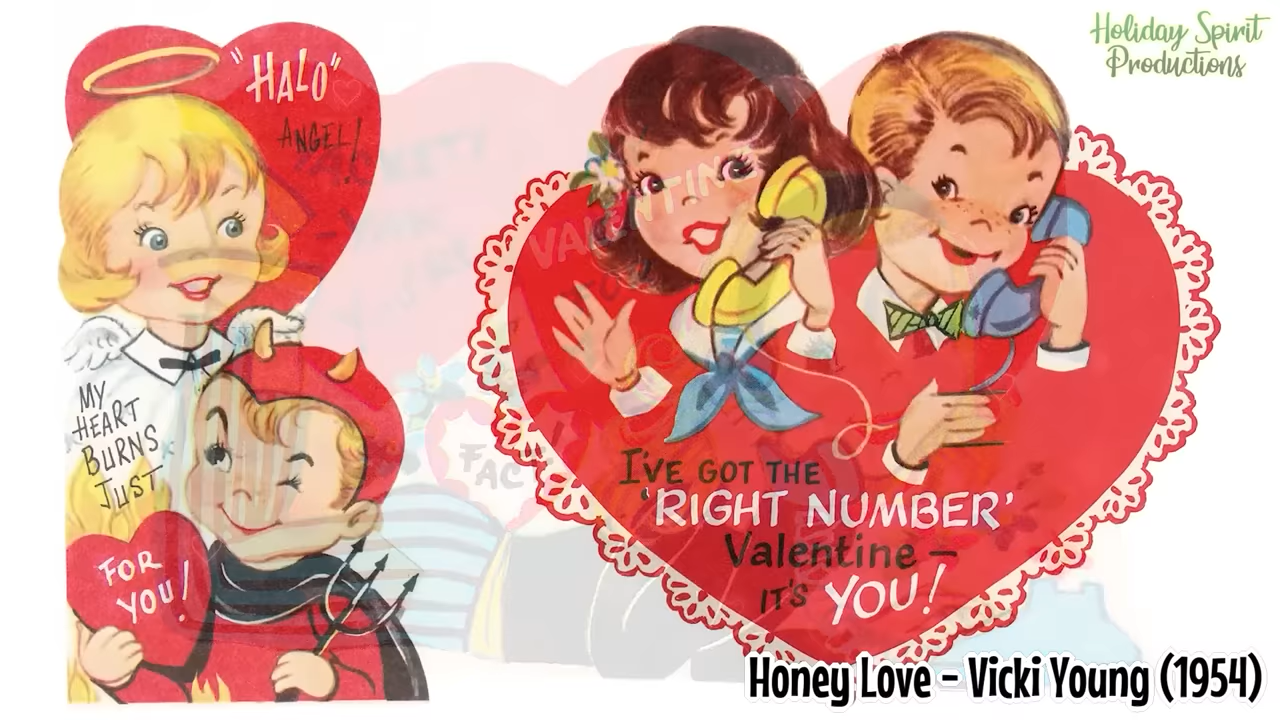 Holiday Spirit
Productions
"HALO"
ANGEL!
MY
HEART
BURNS
JUST
FOR
YOU!
I'VE GOT THE
'RIGHT NUMBER'
Valentine –
IT'S YOU!
Honey Love – Vicki Young (1954)